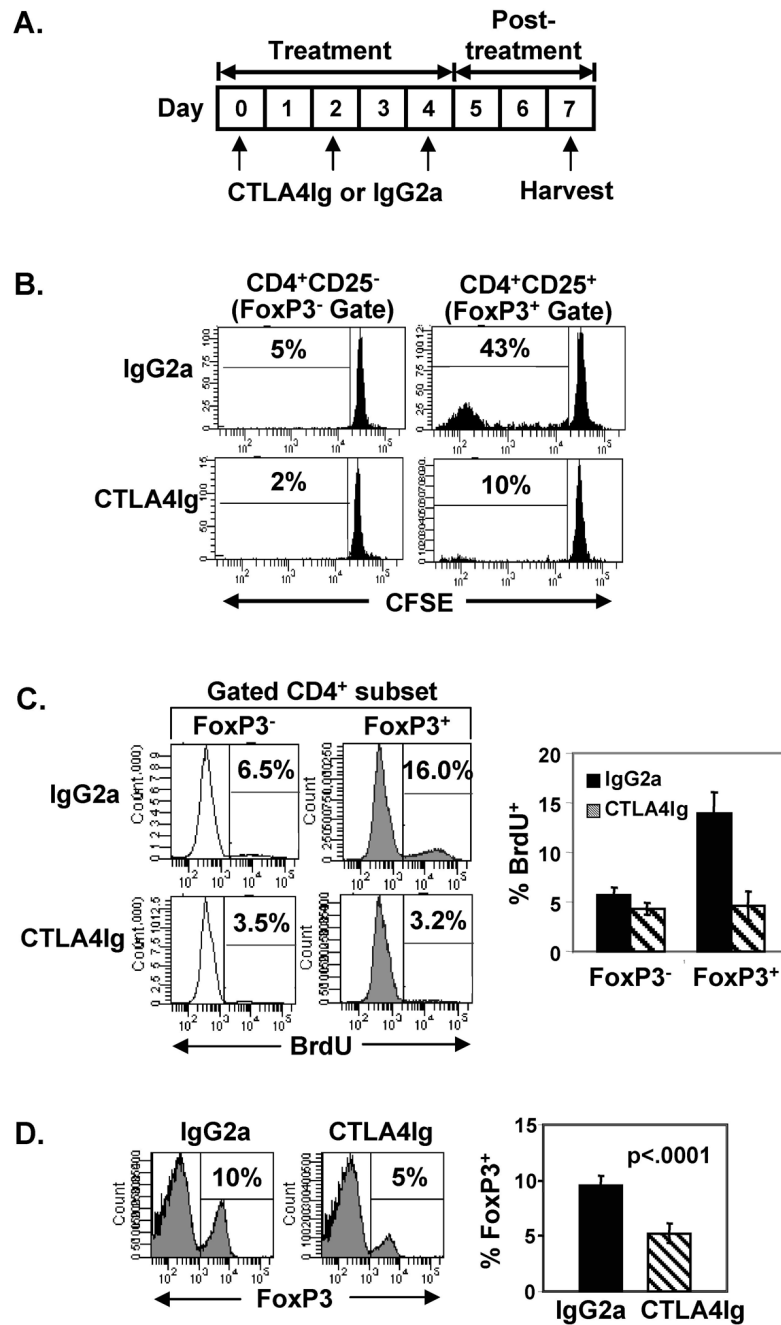 A.
Treatment
Post-
treatment
Day 0 1 2 3 4 5 6 7
CTLA4Ig or IgG2a
Harvest
B.
CD4+CD25-
(FoxP3- Gate)
CD4+CD25+
(FoxP3+ Gate)
IgG2a
5%
43%
CTLA4Ig
2%
10%
CFSE
C.
Gated CD4+ subset
FoxP3-
FoxP3+
IgG2a
6.5%
16.0%
Count
CTLA4Ig
3.5%
3.2%
Count
BrdU
% BrdU+
20
15
10
5
0
IgG2a
CTLA4Ig
FoxP3-
FoxP3+
D.
IgG2a
CTLA4Ig
Count
10%
Count
5%
FoxP3
% FoxP3+
15
10
5
0
p<.0001
IgG2a
CTLA4Ig